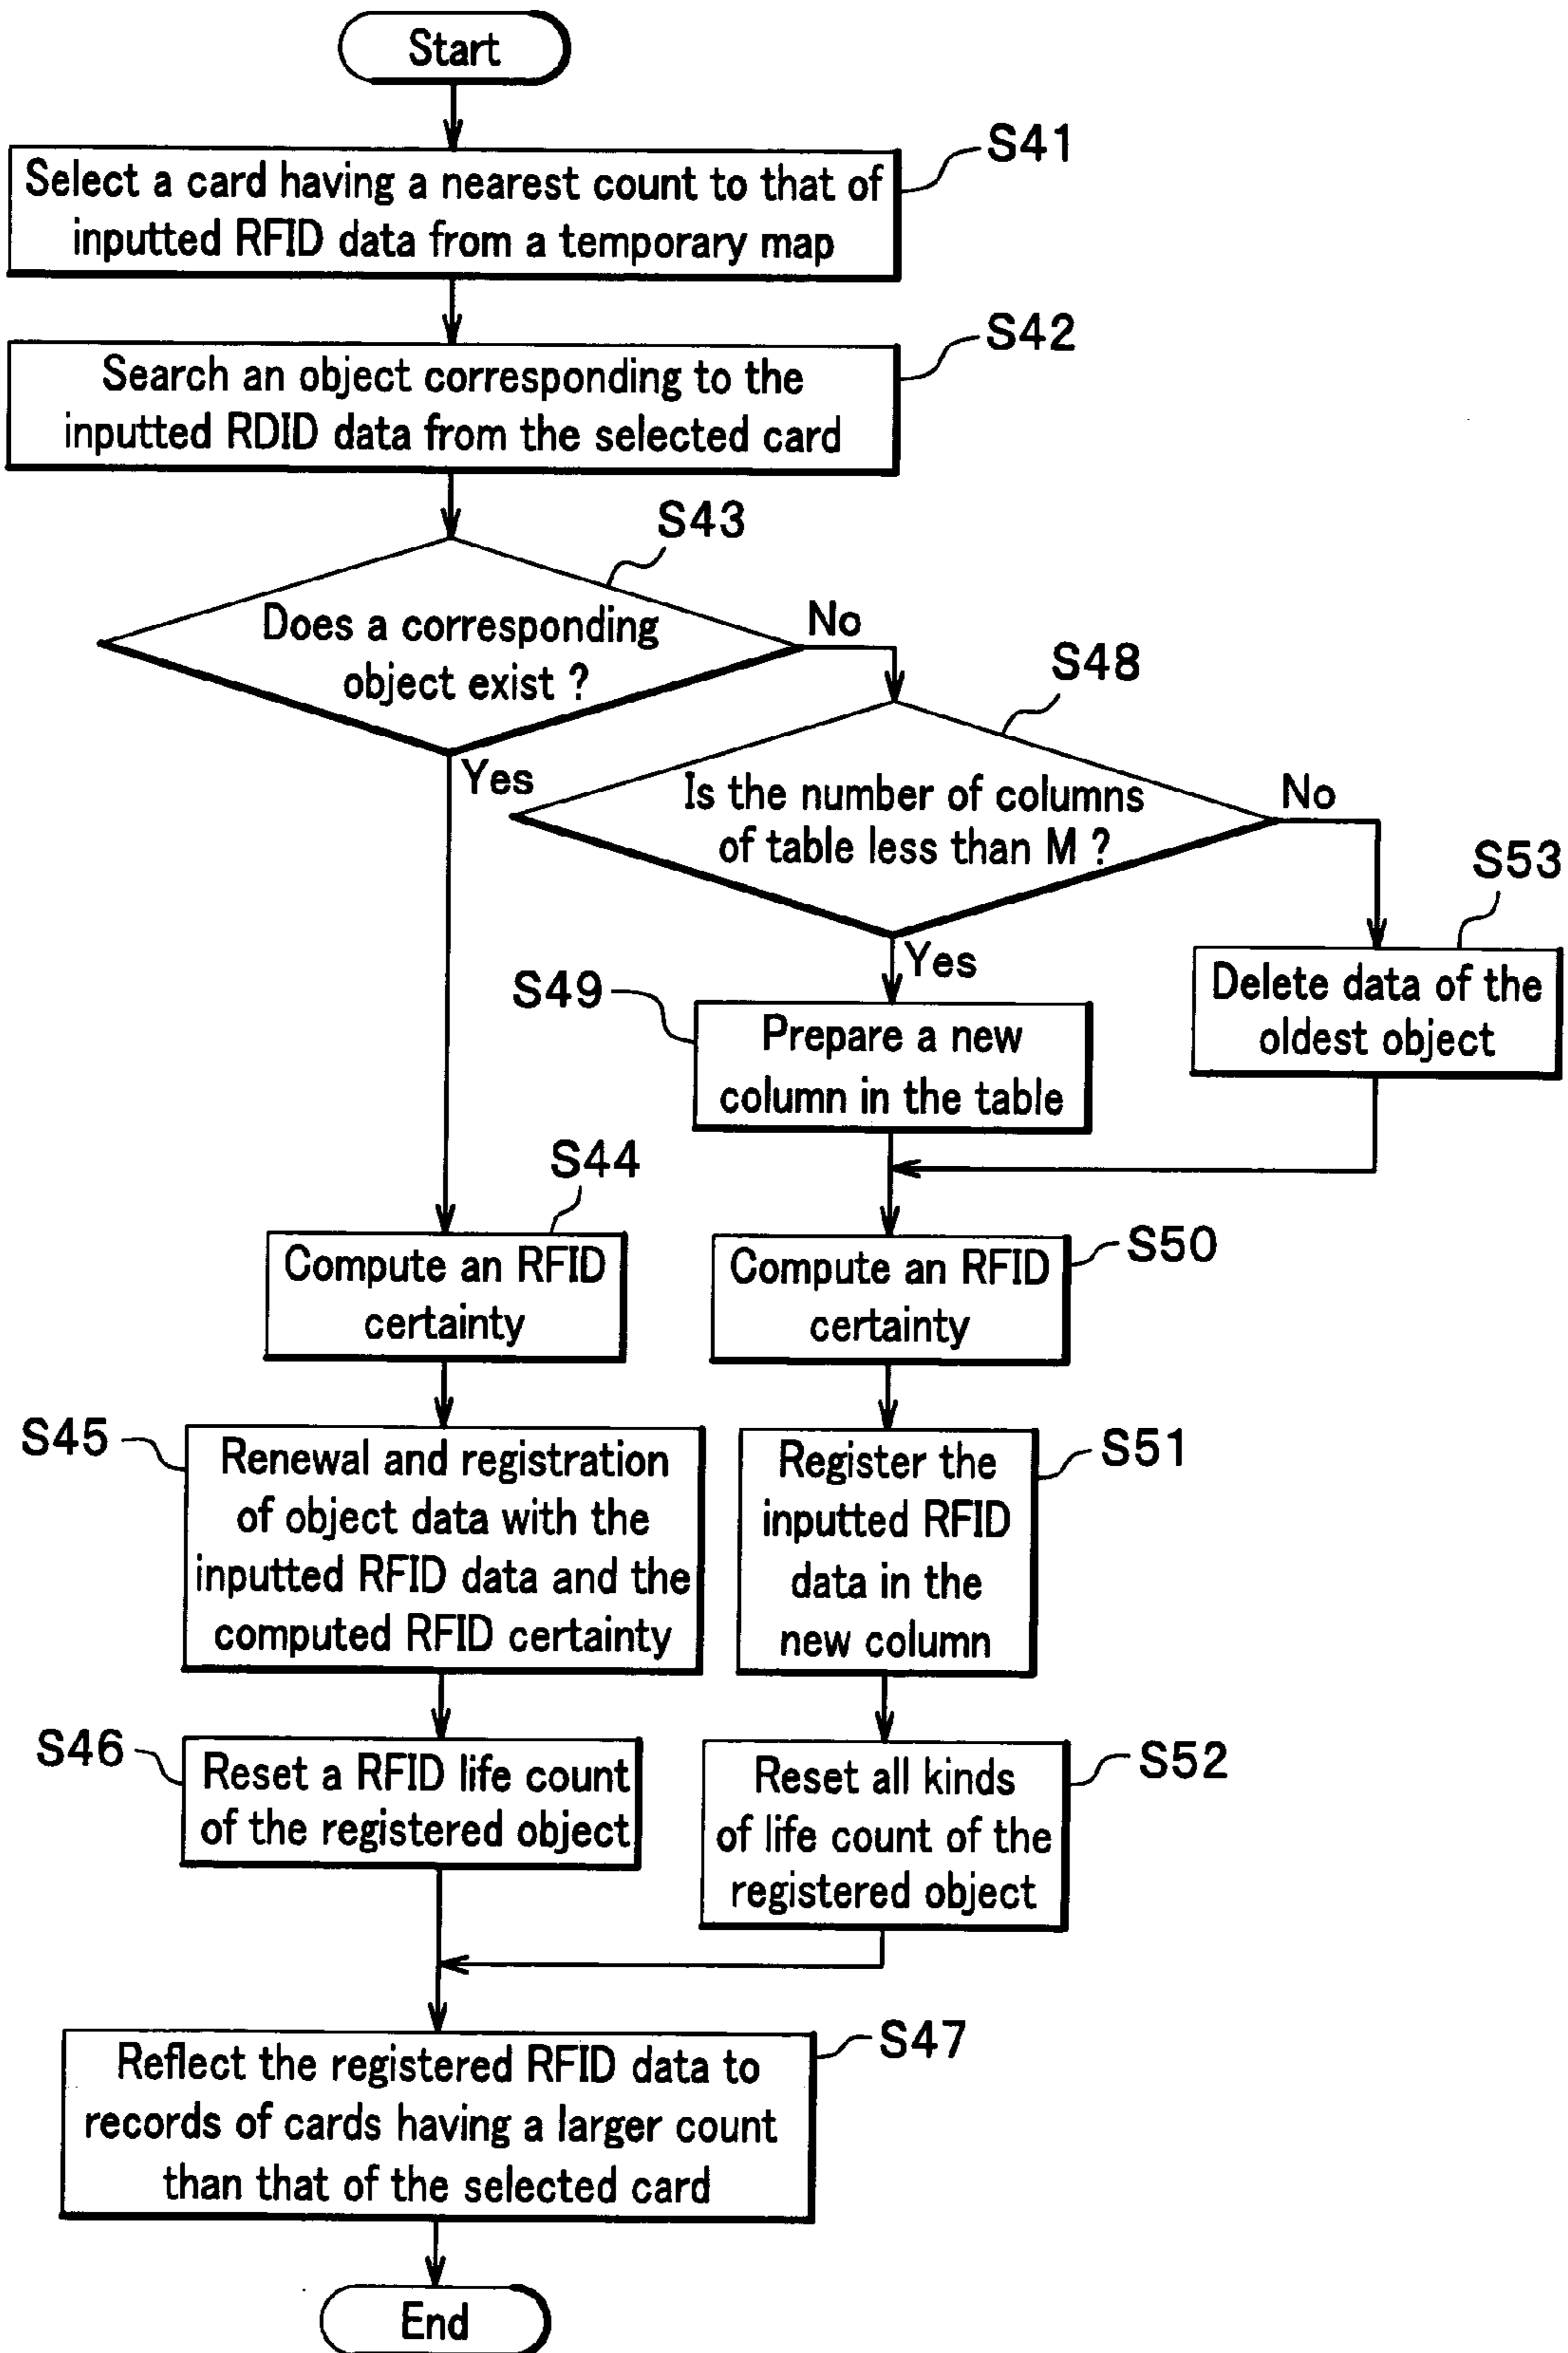 Start
S41
Select a card having a nearest count to that of
inputted RFID data from a temporary map
S42
Search an object corresponding to the
inputted RDID data from the selected card
S43
Does a corresponding
object exist ?
No
Yes
S48
Is the number of columns
of table less than M ?
No
Yes
S53
Delete data of the
oldest object
S49
Prepare a new
column in the table
S44
Compute an RFID
certainty
S50
Compute an RFID
certainty
S45
Renewal and registration
of object data with the
inputted RFID data and the
computed RFID certainty
S51
Register the
inputted RFID
data in the
new column
S46
Reset a RFID life count
of the registered object
S52
Reset all kinds
of life count of the
registered object
S47
Reflect the registered RFID data to
records of cards having a larger count
than that of the selected card
End